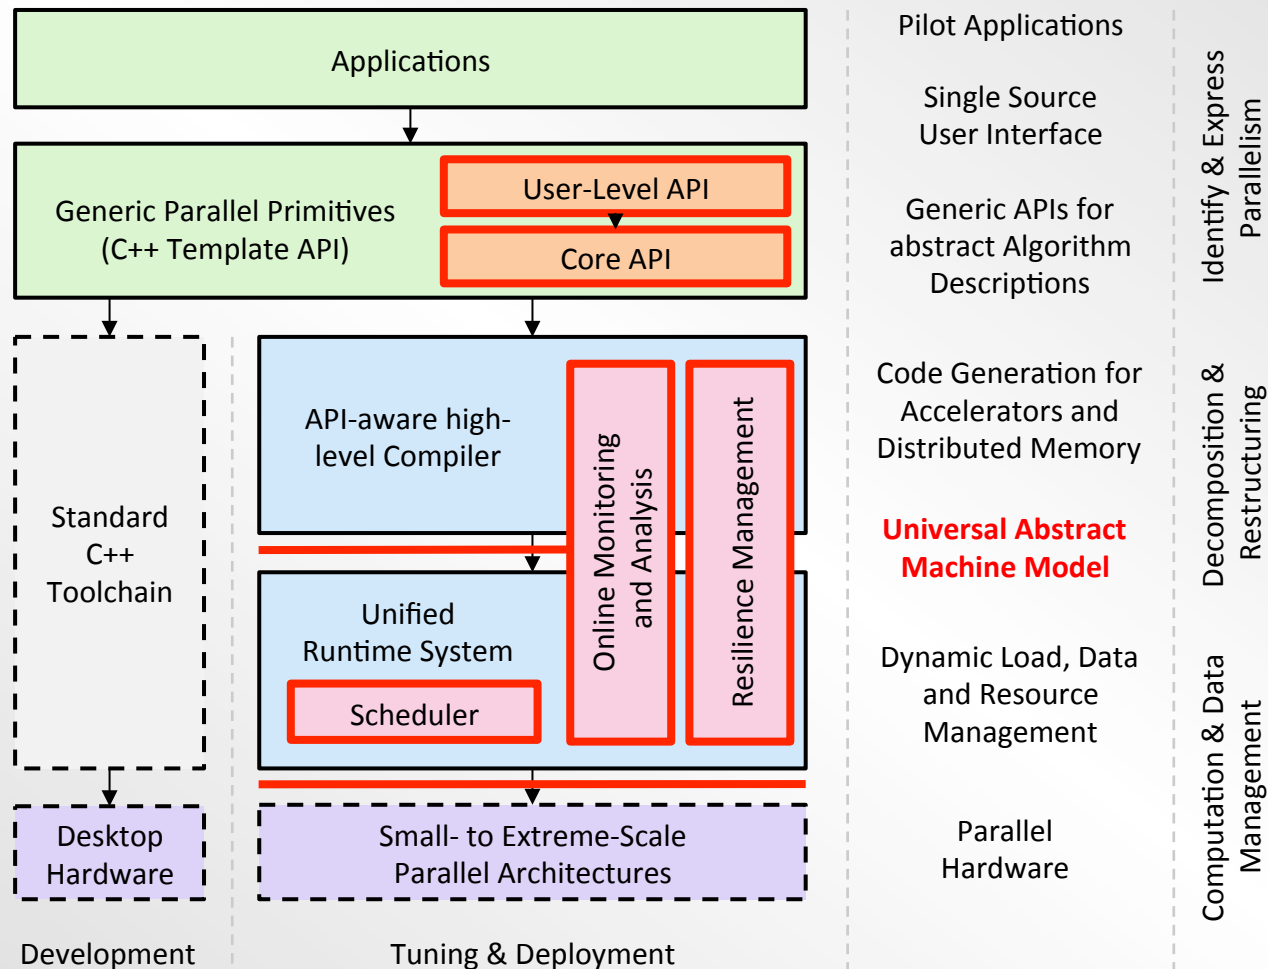 Applications
Generic Parallel Primitives
(C++ Template API)
User-Level API
Core API
Standard
C++
Toolchain
API-aware high-
level Compiler
Online Monitoring
and Analysis
Resilience Management
Unified
Runtime System
Scheduler
Desktop
Hardware
Small- to Extreme-Scale
Parallel Architectures
Development
Tuning & Deployment
Pilot Applications
Single Source
User Interface
Generic APIs for
abstract Algorithm
Descriptions
Code Generation for
Accelerators and
Distributed Memory
Universal Abstract
Machine Model
Dynamic Load, Data
and Resource
Management
Parallel
Hardware
Identify & Express
Parallelism
Decomposition &
Restructuring
Computation & Data
Management